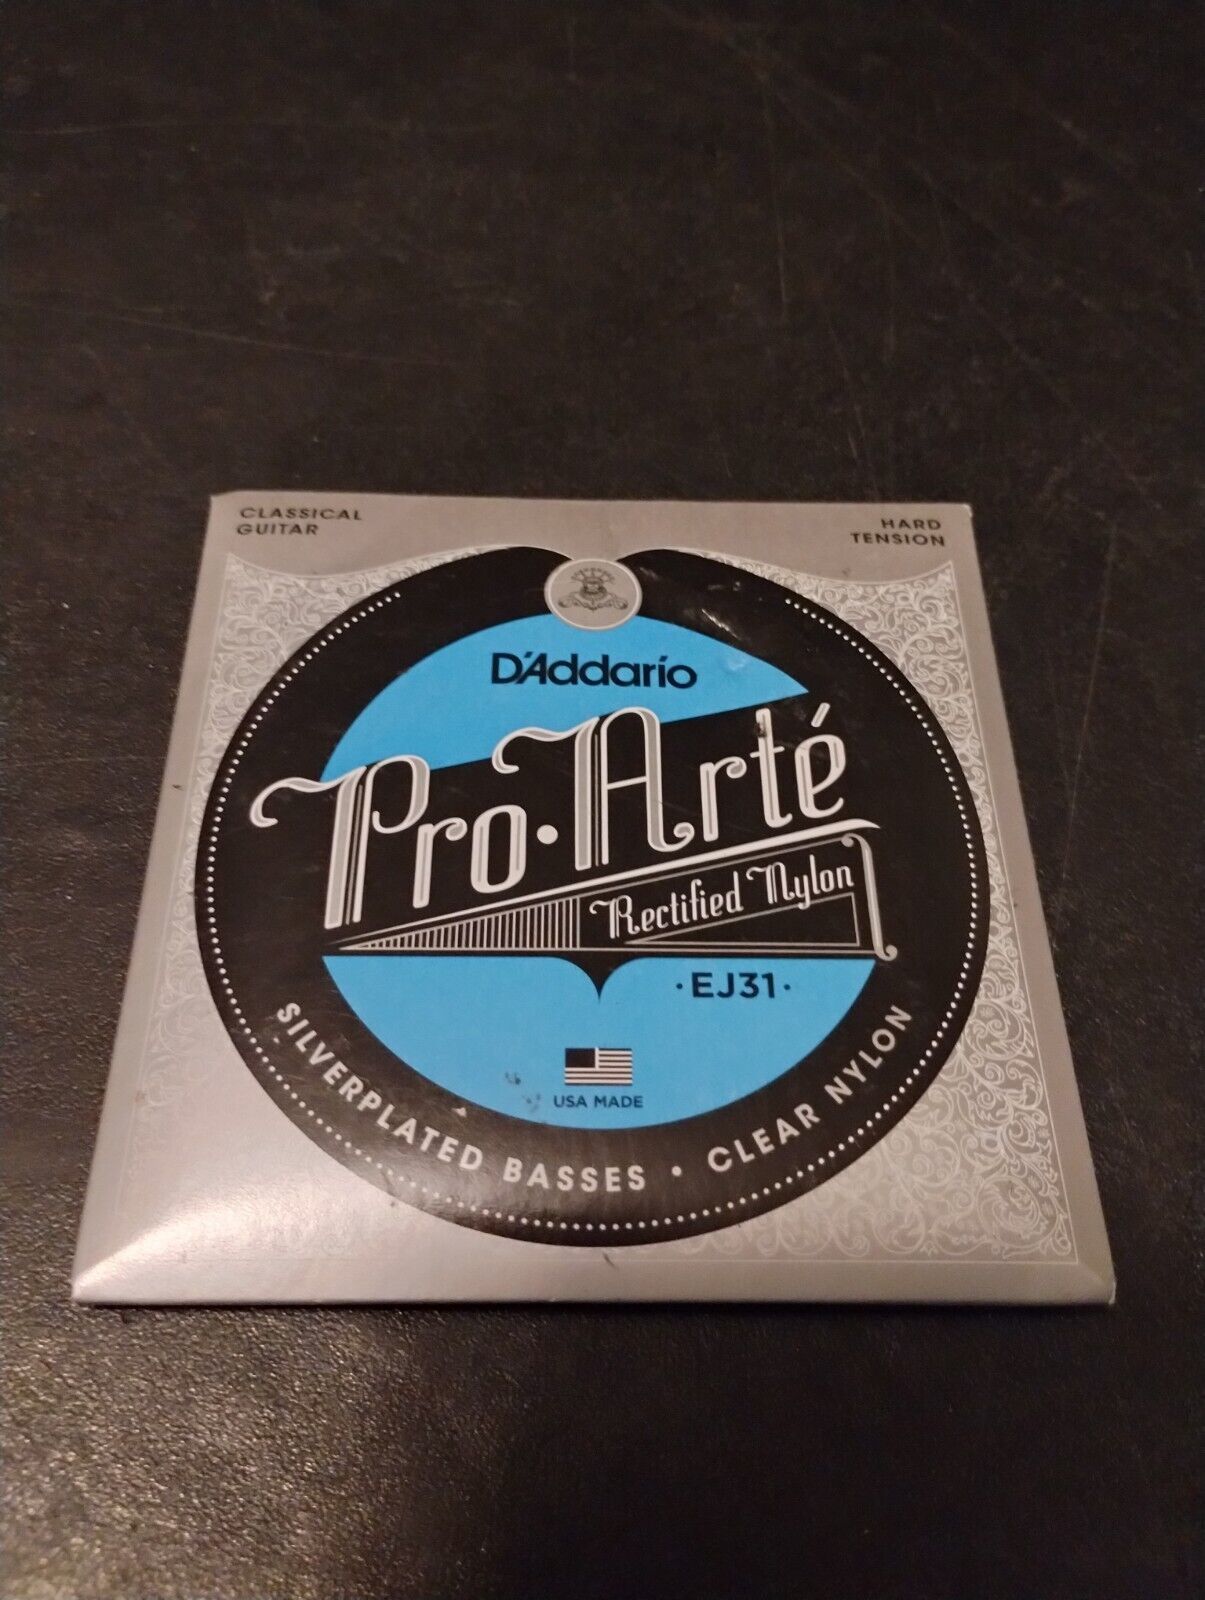 CLASSICAL
GUITAR
HARD
TENSION
D'Addario
Pro·Arté
Rectified Nylon
·EJ31·
USA MADE
SILVERPLATED BASSES • CLEAR NYLON